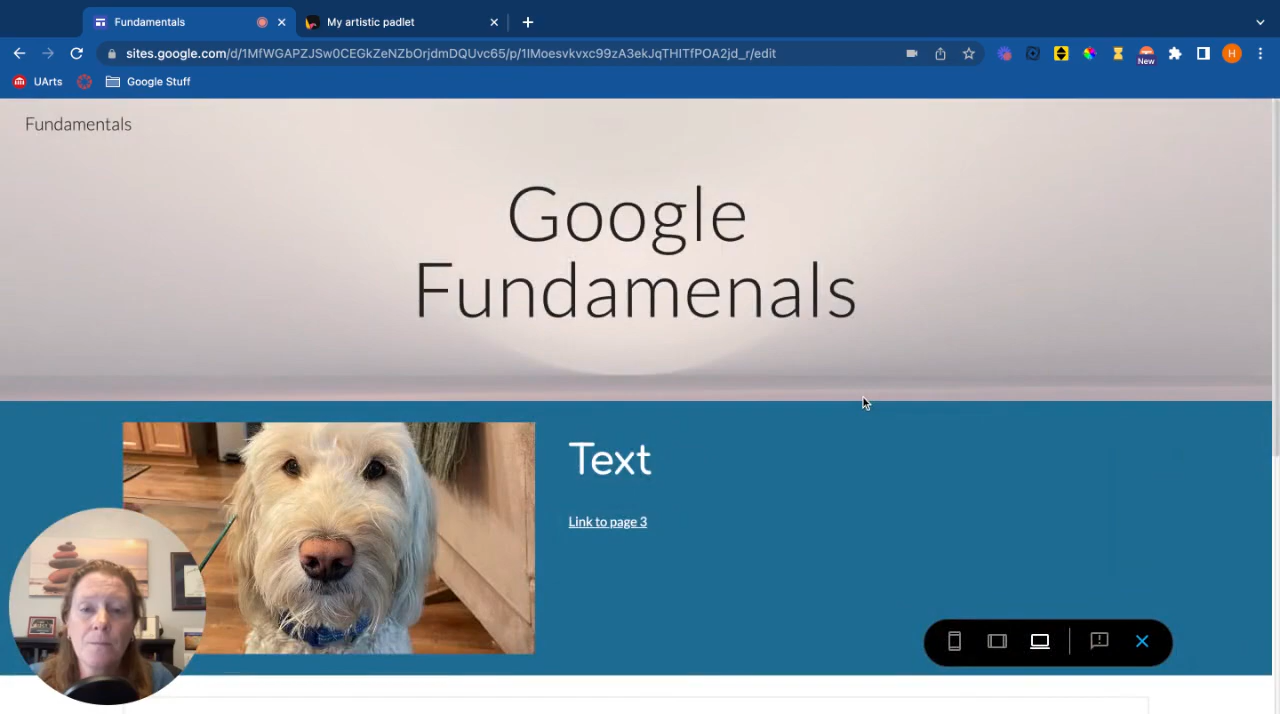 Fundamentals
My artistic padlet
sites.google.com/d/1MfWGAPZJSw0CEGkZeNZbOrjdmDQUvc65/p/1IMoesvkvxc99zA3ekJqTHITfPOA2jd_r/edit
New
H
UArts
Google Stuff
Fundamentals
Google
Fundamenals
Text
Link to page 3